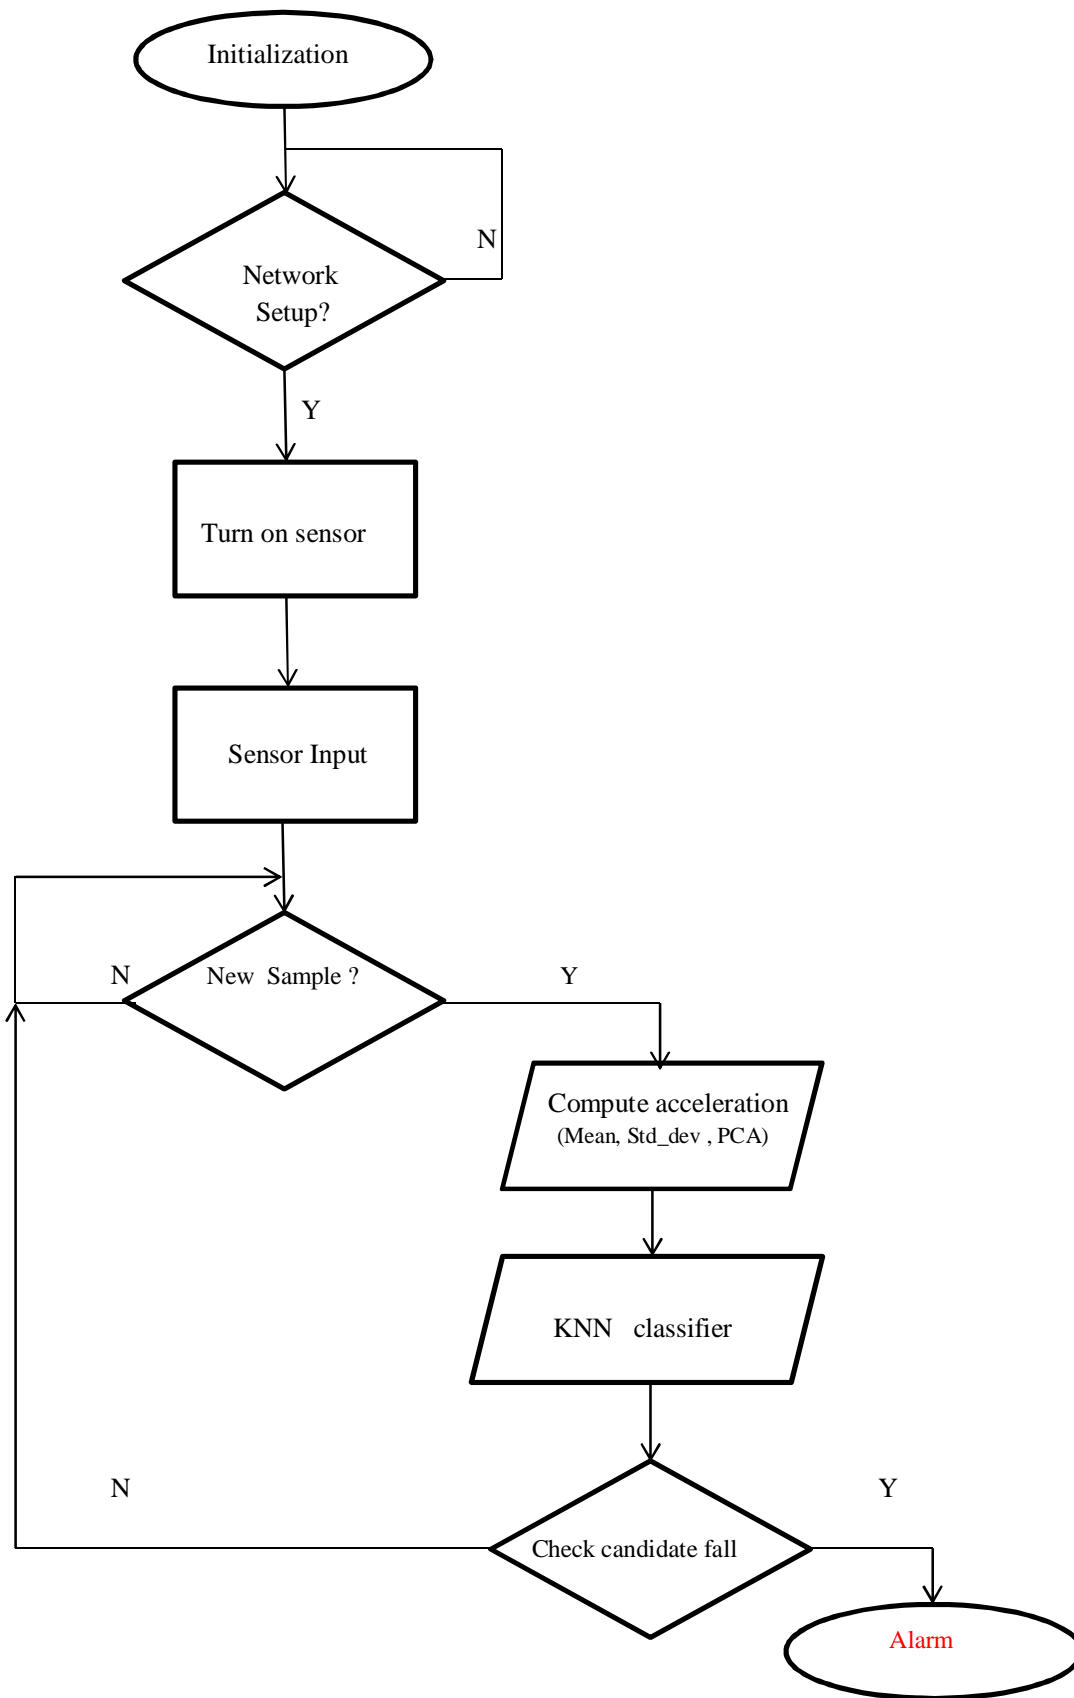 Initialization
N
Network
Setup?
Y
Turn on sensor
Sensor Input
N
New Sample ?
Y
Compute acceleration
(Mean, Std_dev , PCA)
KNN classifier
N
Y
Check candidate fall
Alarm